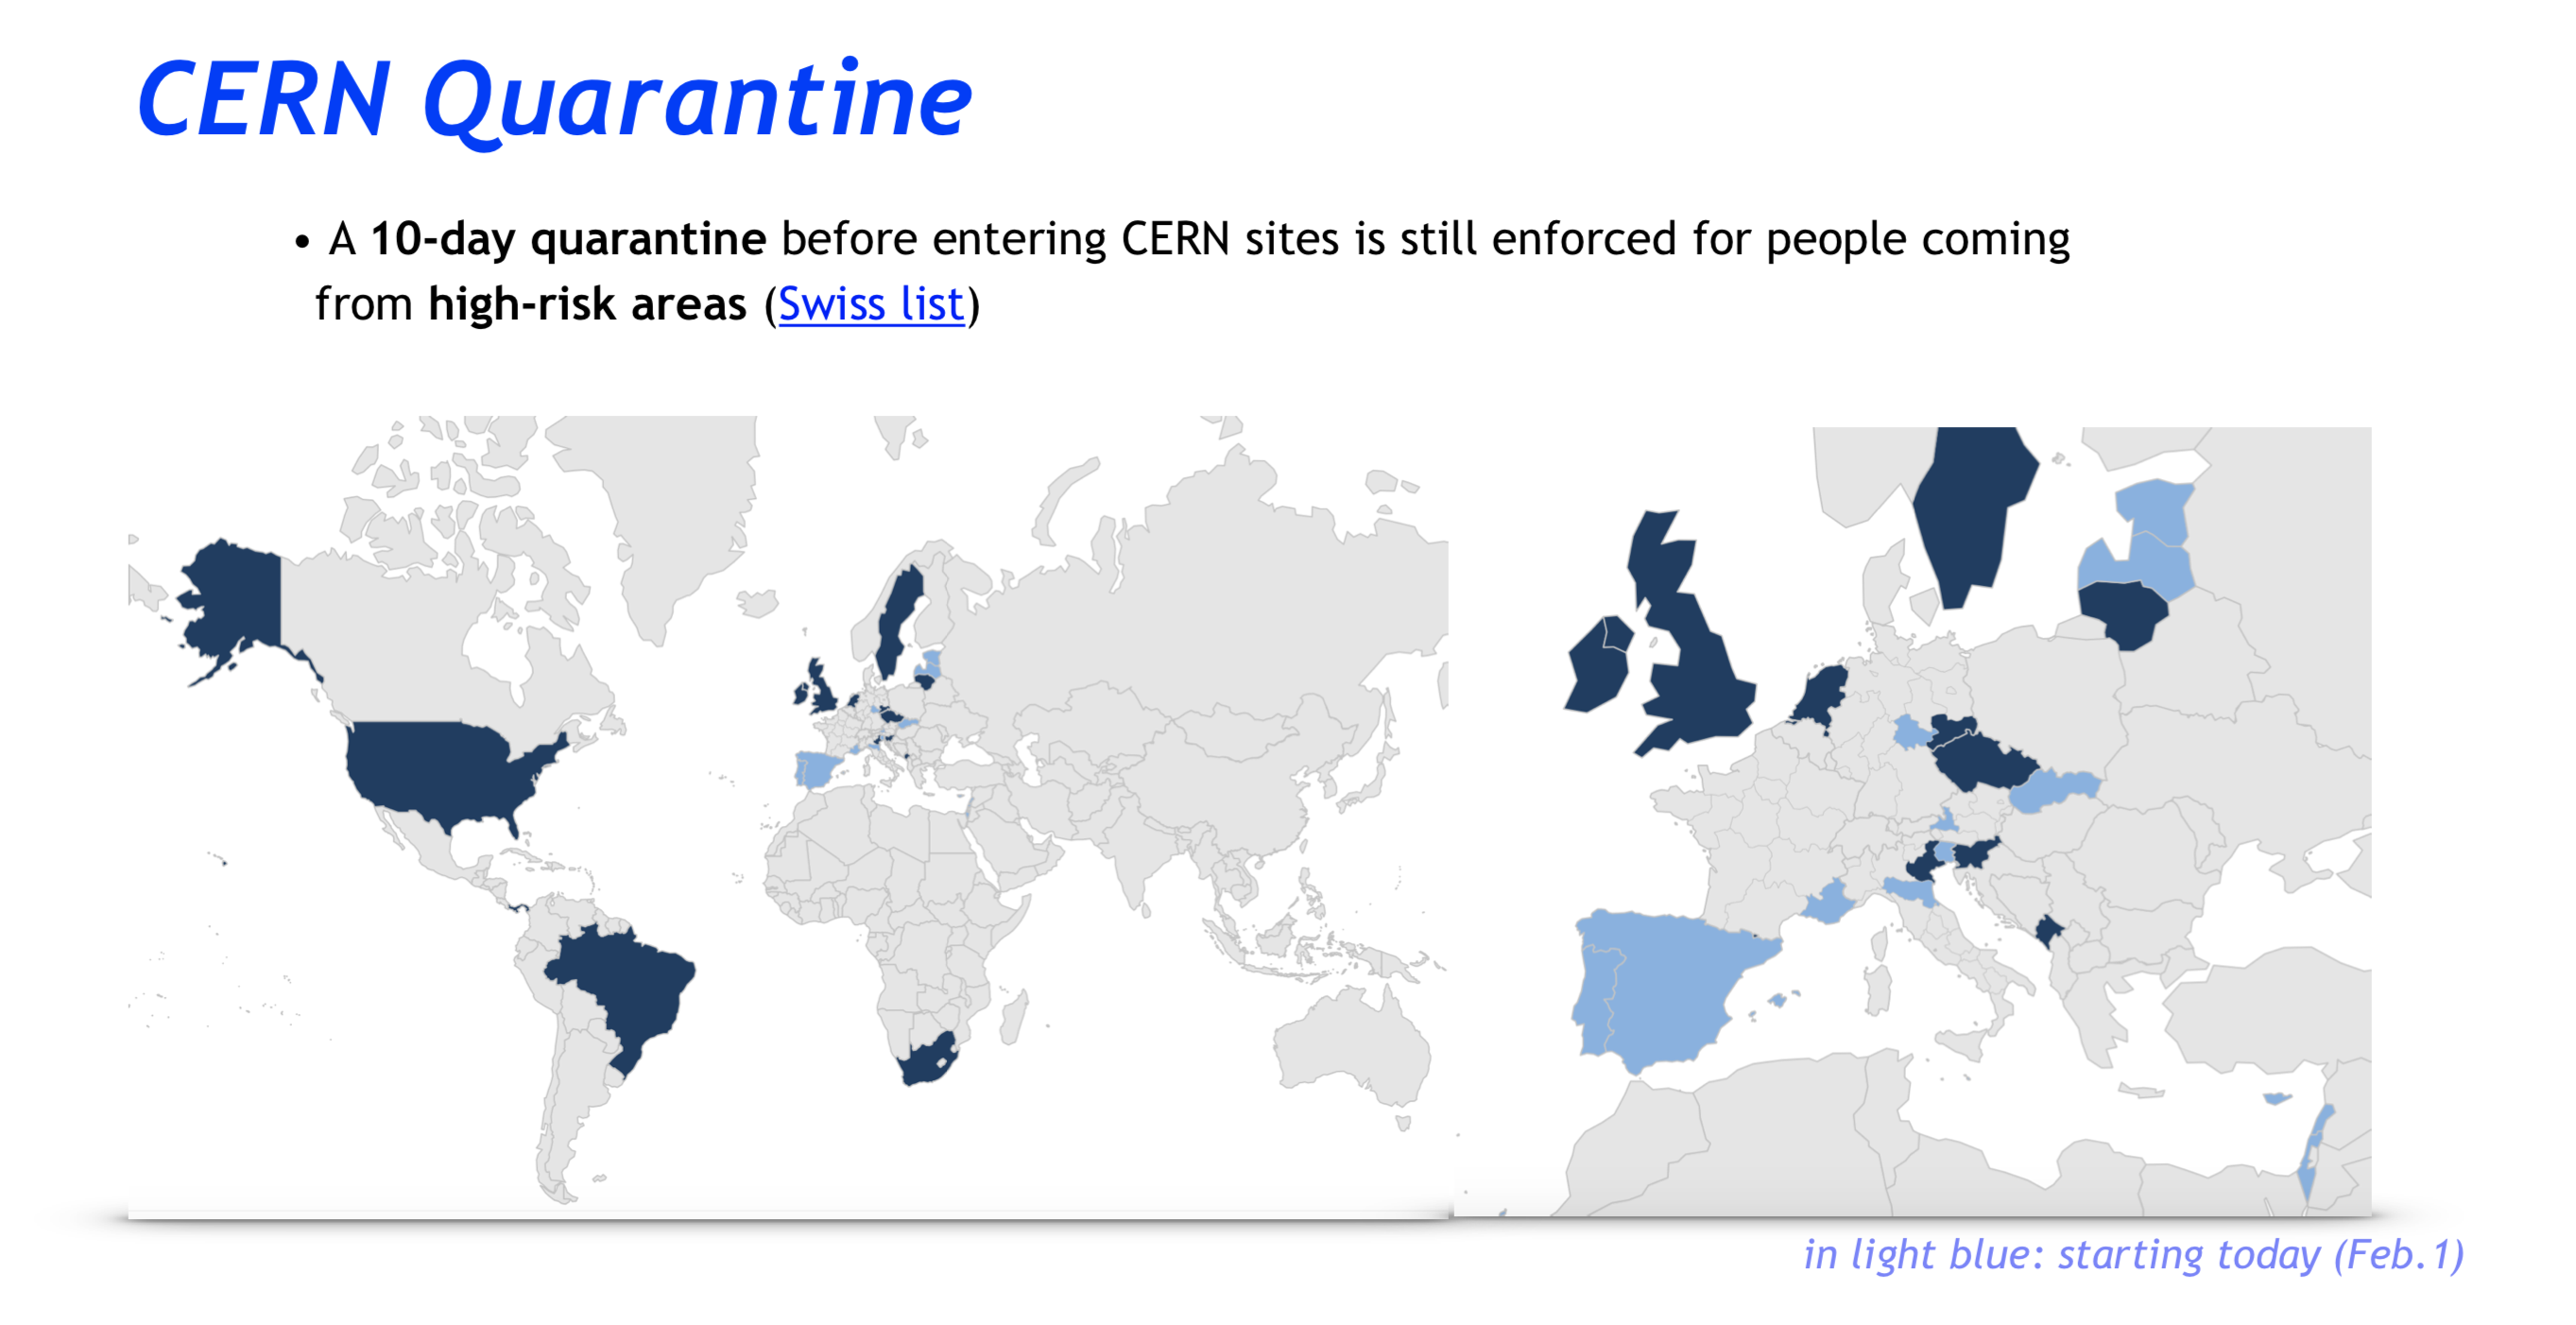 CERN Quarantine
• A 10-day quarantine before entering CERN sites is still enforced for people coming
from high-risk areas (Swiss list)
in light blue: starting today (Feb.1)